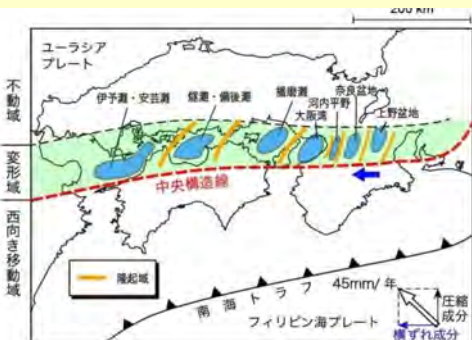 200 km
ユーラシア
プレート
不動域
変形域
西向き移動域
伊予灘・安芸灘
燧灘・備後灘
播磨灘
大阪湾
河内平野
奈良盆地
上野盆地
中央構造線
隆起域
南海トラフ
45mm/年
フィリピン海プレート
圧縮
成分
横ずれ成分